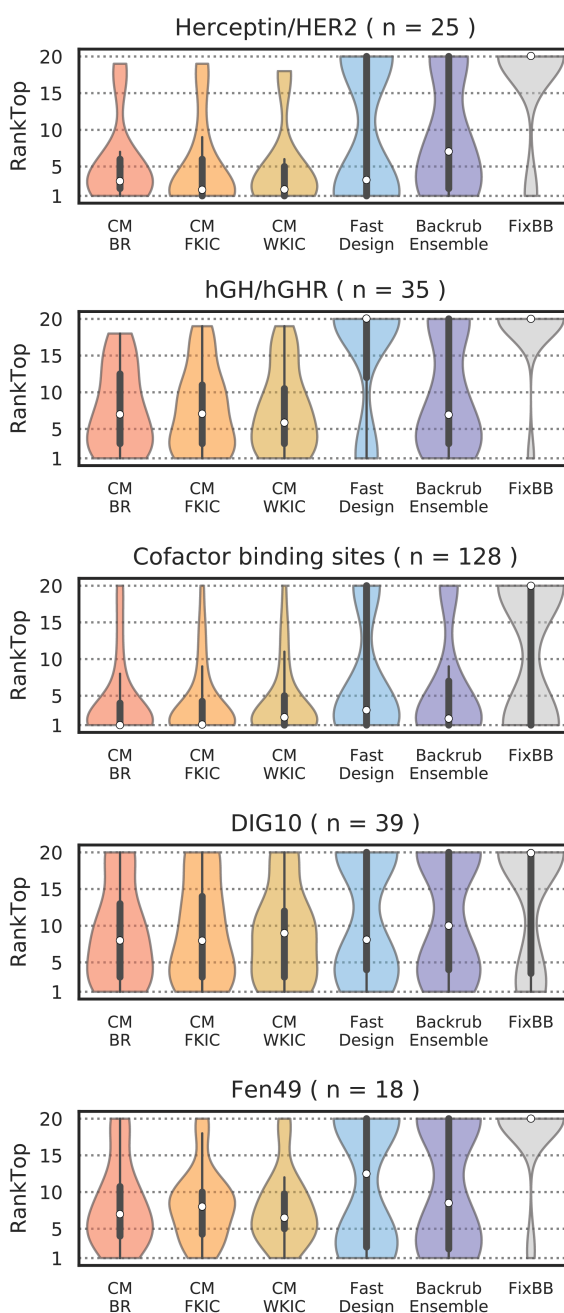 Herceptin/HER2 ( n = 25 )
RankTop
20
15
10
5
1
CM BR
CM FKIC
CM WKIC
Fast Design
Backrub Ensemble
FixBB
hGH/hGHR ( n = 35 )
RankTop
20
15
10
5
1
CM BR
CM FKIC
CM WKIC
Fast Design
Backrub Ensemble
FixBB
Cofactor binding sites ( n = 128 )
RankTop
20
15
10
5
1
CM BR
CM FKIC
CM WKIC
Fast Design
Backrub Ensemble
FixBB
DIG10 ( n = 39 )
RankTop
20
15
10
5
1
CM BR
CM FKIC
CM WKIC
Fast Design
Backrub Ensemble
FixBB
Fen49 ( n = 18 )
RankTop
20
15
10
5
1
CM BR
CM FKIC
CM WKIC
Fast Design
Backrub Ensemble
FixBB